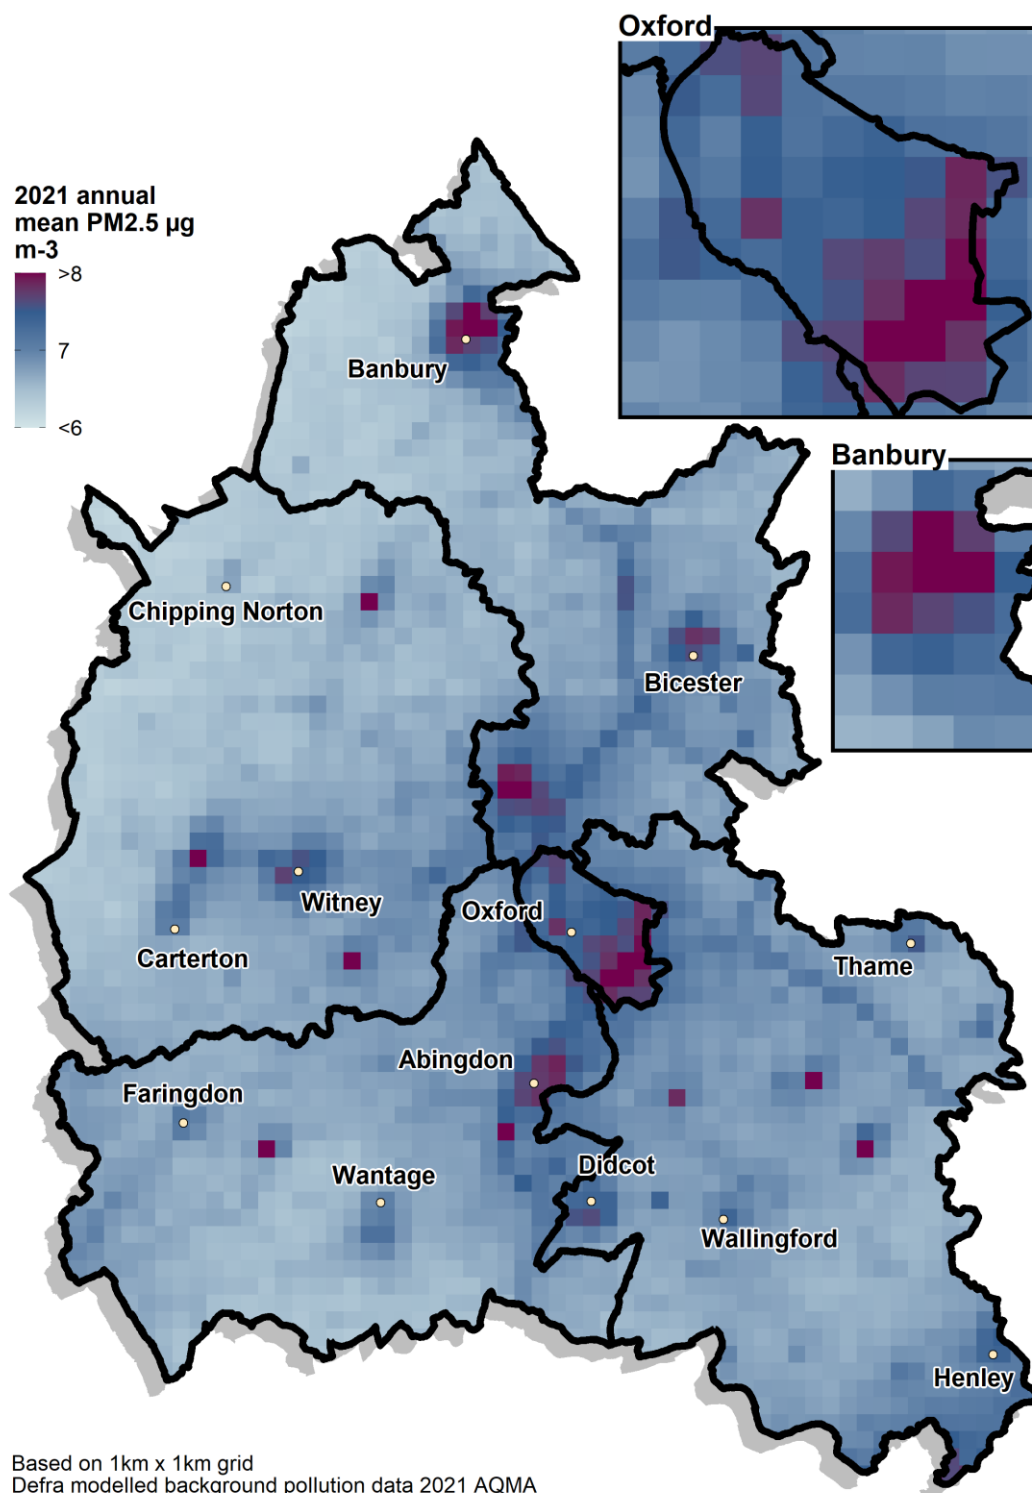 Oxford
2021 annual
mean PM2.5 µg
m-3
>8
7
<6
Banbury
Banbury
Chipping Norton
Bicester
Witney
Oxford
Carterton
Thame
Abingdon
Faringdon
Didcot
Wantage
Wallingford
Henley
Based on 1km x 1km grid
Defra modelled background pollution data 2021 AQMA